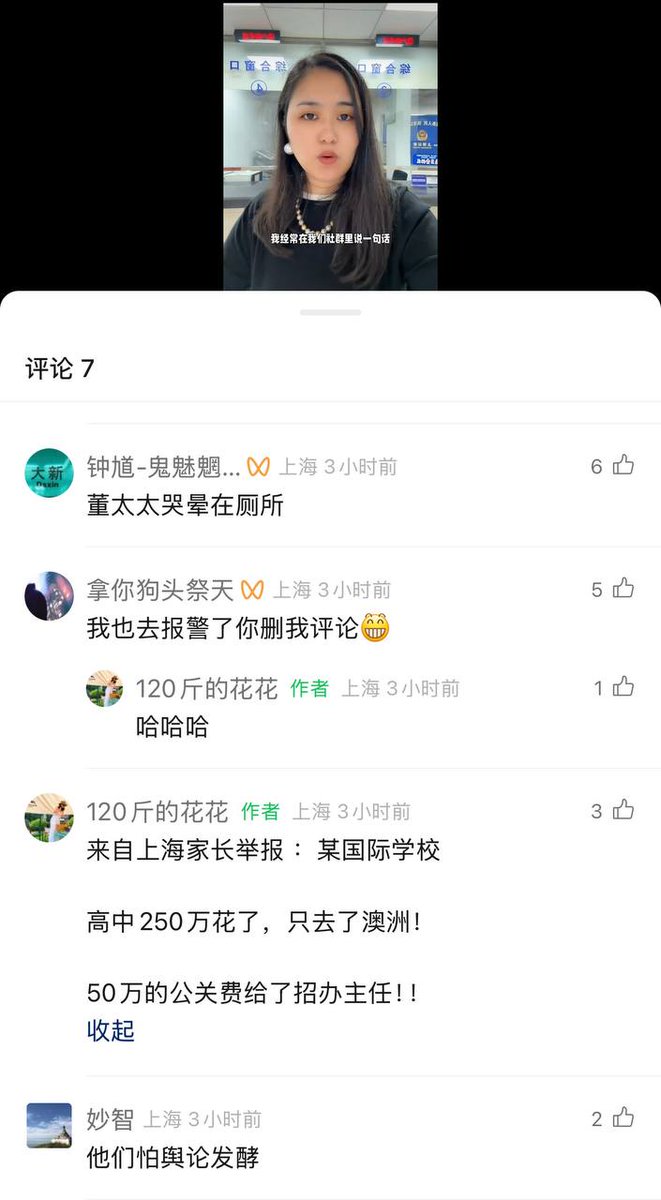 综合窗口
④
综合窗口
③
我经常在我们社群里说一句话
评论 7
大新
Daxin
钟馗-鬼魅魍... 上海 3小时前
6
董太太哭晕在厕所
拿你狗头祭天 上海 3小时前
5
我也去报警了你删我评论😁
120斤的花花 作者 上海 3小时前
1
哈哈哈
120斤的花花 作者 上海 3小时前
3
来自上海家长举报：某国际学校
高中250万花了，只去了澳洲！
50万的公关费给了招办主任！！
收起
妙智 上海 3小时前
2
他们怕舆论发酵